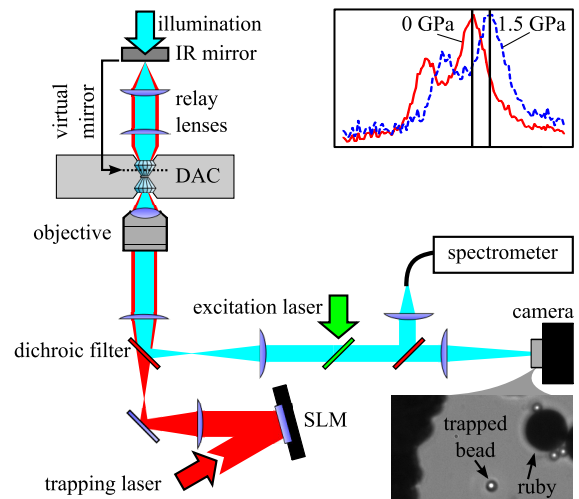 illumination
IR mirror
virtual
mirror
relay
lenses
DAC
objective
0 GPa
1.5 GPa
spectrometer
excitation laser
camera
dichroic filter
SLM
trapping laser
trapped
bead
ruby